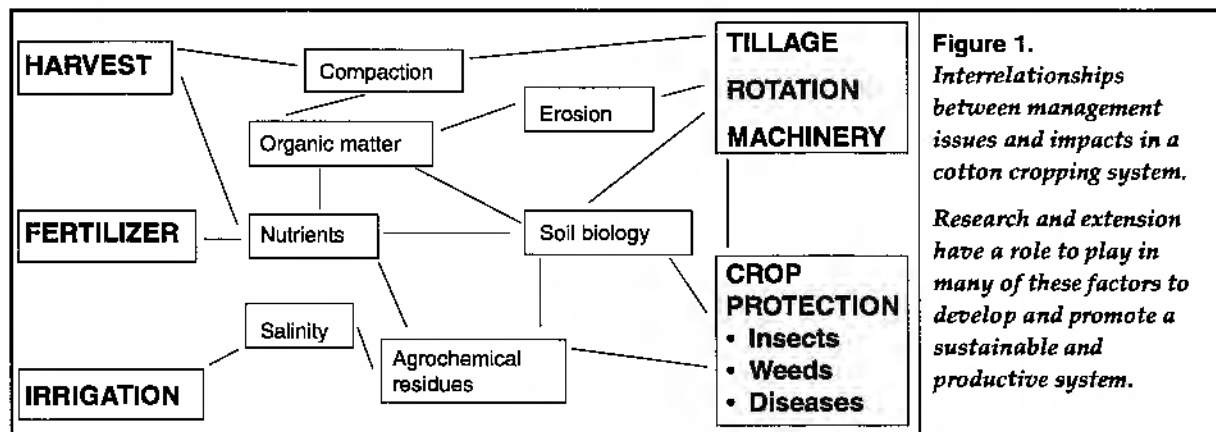 HARVEST
Compaction
Organic matter
Erosion
TILLAGE
ROTATION
MACHINERY
FERTILIZER
Nutrients
Soil biology
Salinity
IRRIGATION
Agrochemical
residues
CROP
PROTECTION
• Insects
• Weeds
• Diseases
Figure 1.
Interrelationships
between management
issues and impacts in a
cotton cropping system.
Research and extension
have a role to play in
many of these factors to
develop and promote a
sustainable and
productive system.